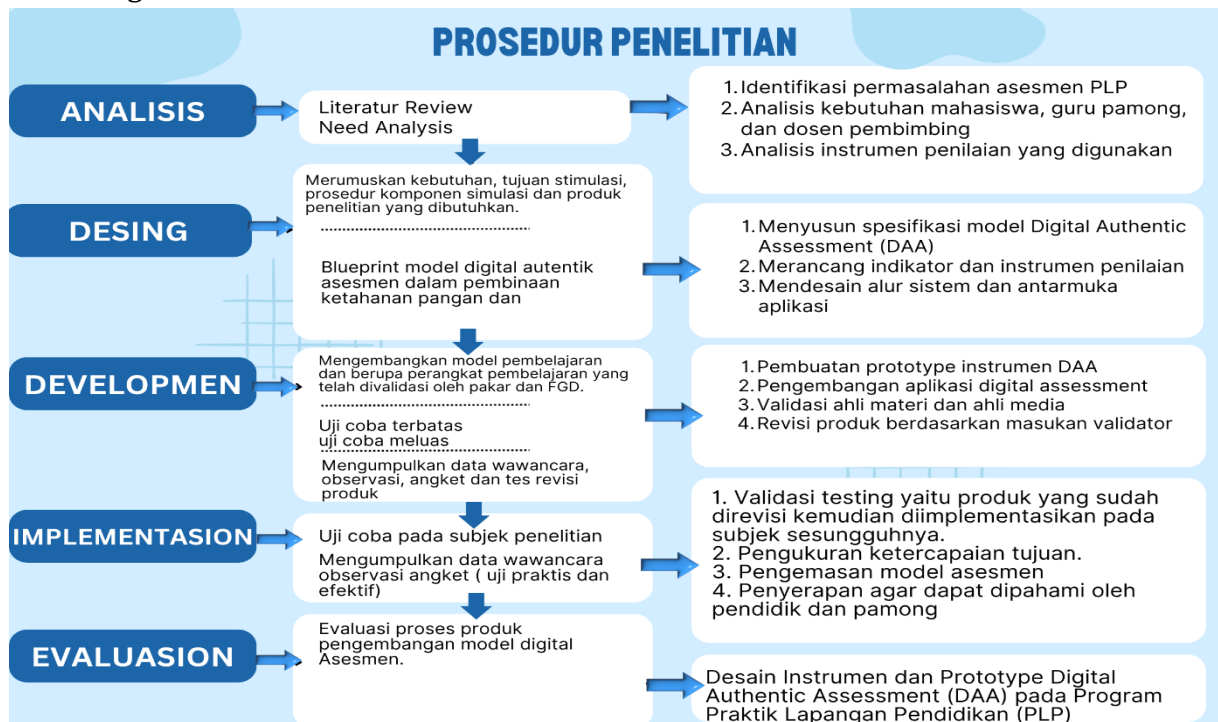 PROSEDUR PENELITIAN
ANALISIS
Literatur Review
Need Analysis
1. Identifikasi permasalahan asesmen PLP
2. Analisis kebutuhan mahasiswa, guru pamong,
dan dosen pembimbing
3. Analisis instrumen penilaian yang digunakan
DESING
Merumuskan kebutuhan, tujuan stimulasi,
prosedur komponen simulasi dan produk
penelitian yang dibutuhkan.
Blueprint model digital autentik
asesmen dalam pembinaan
ketahanan pangan dan
1. Menyusun spesifikasi model Digital Authentic
Assessment (DAA)
2. Merancang indikator dan instrumen penilaian
3. Mendesain alur sistem dan antarmuka
aplikasi
DEVELOPMEN
Mengembangkan model pembelajaran
dan berupa perangkat pembelajaran yang
telah divalidasi oleh pakar dan FGD.
Uji coba terbatas
uji coba meluas
Mengumpulkan data wawancara,
observasi, angket dan tes revisi
produk
1. Pembuatan prototype instrumen DAA
2. Pengembangan aplikasi digital assessment
3. Validasi ahli materi dan ahli media
4. Revisi produk berdasarkan masukan validator
IMPLEMENTASION
Uji coba pada subjek penelitian
Mengumpulkan data wawancara
observasi angket ( uji praktis dan
efektif)
1. Validasi testing yaitu produk yang sudah
direvisi kemudian diimplementasikan pada
subjek sesungguhnya.
2. Pengukuran ketercapaian tujuan.
3. Pengemasan model asesmen
4. Penyerapan agar dapat dipahami oleh
pendidik dan pamong
EVALUASION
Evaluasi proses produk
pengembangan model digital
Asesmen.
Desain Instrumen dan Prototype Digital
Authentic Assessment (DAA) pada Program
Praktik Lapangan Pendidikan (PLP)